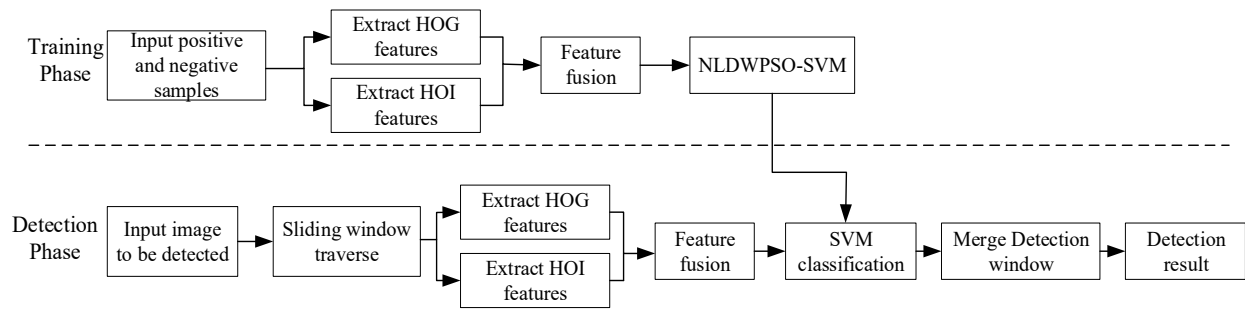 Training
Phase
Input positive
and negative
samples
Extract HOG
features
Extract HOI
features
Feature
fusion
NLDWPSO-SVM
Detection
Phase
Input image
to be detected
Sliding window
traverse
Extract HOG
features
Extract HOI
features
Feature
fusion
SVM
classification
Merge Detection
window
Detection
result